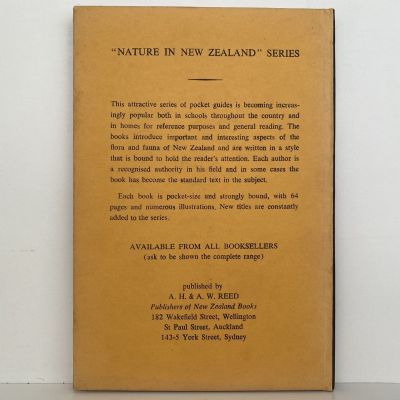 "NATURE IN NEW ZEALAND" SERIES
This attractive series of pocket guides is becoming increas-
ingly popular both in schools throughout the country and
in homes for reference purposes and general reading. The
books introduce important and interesting aspects of the
flora and fauna of New Zealand and are written in a style
that is bound to hold the reader's attention. Each author is
a recognised authority in his field and in some cases the
book has become the standard text in the subject.
Each book is pocket-size and strongly bound, with 64
pages and numerous illustrations. New titles are constantly
added to the series.
AVAILABLE FROM ALL BOOKSELLERS
(ask to be shown the complete range)
published by
A. H. & A. W. REED
Publishers of New Zealand Books
182 Wakefield Street, Wellington
St Paul Street, Auckland
143-5 York Street, Sydney